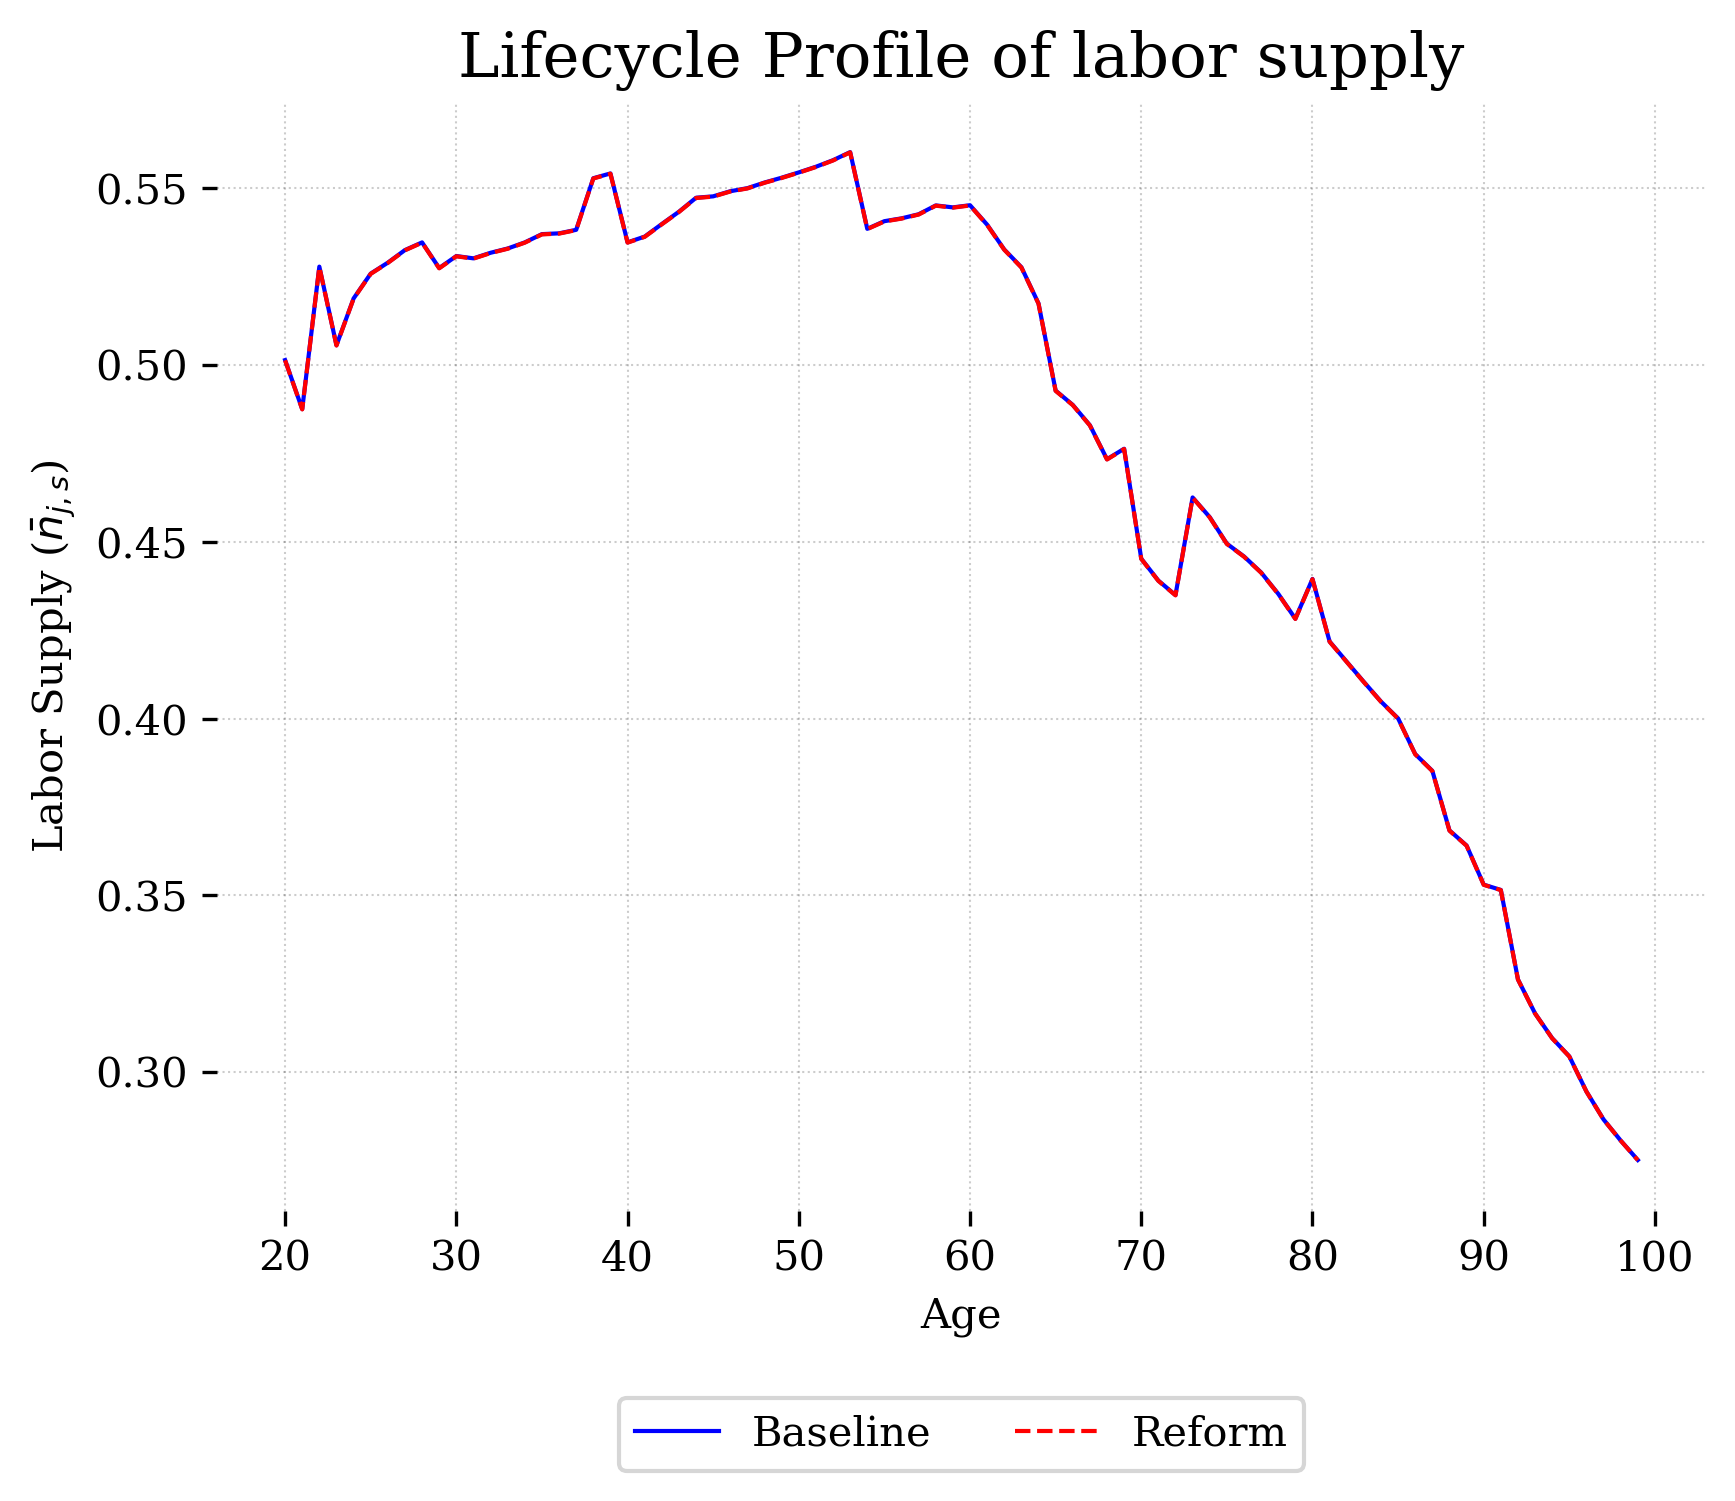 Lifecycle Profile of labor supply
Labor Supply ($\bar{n}_{j,s}$)
0.55
0.50
0.45
0.40
0.35
0.30
20 30 40 50 60 70 80 90 100
Age
Baseline Reform